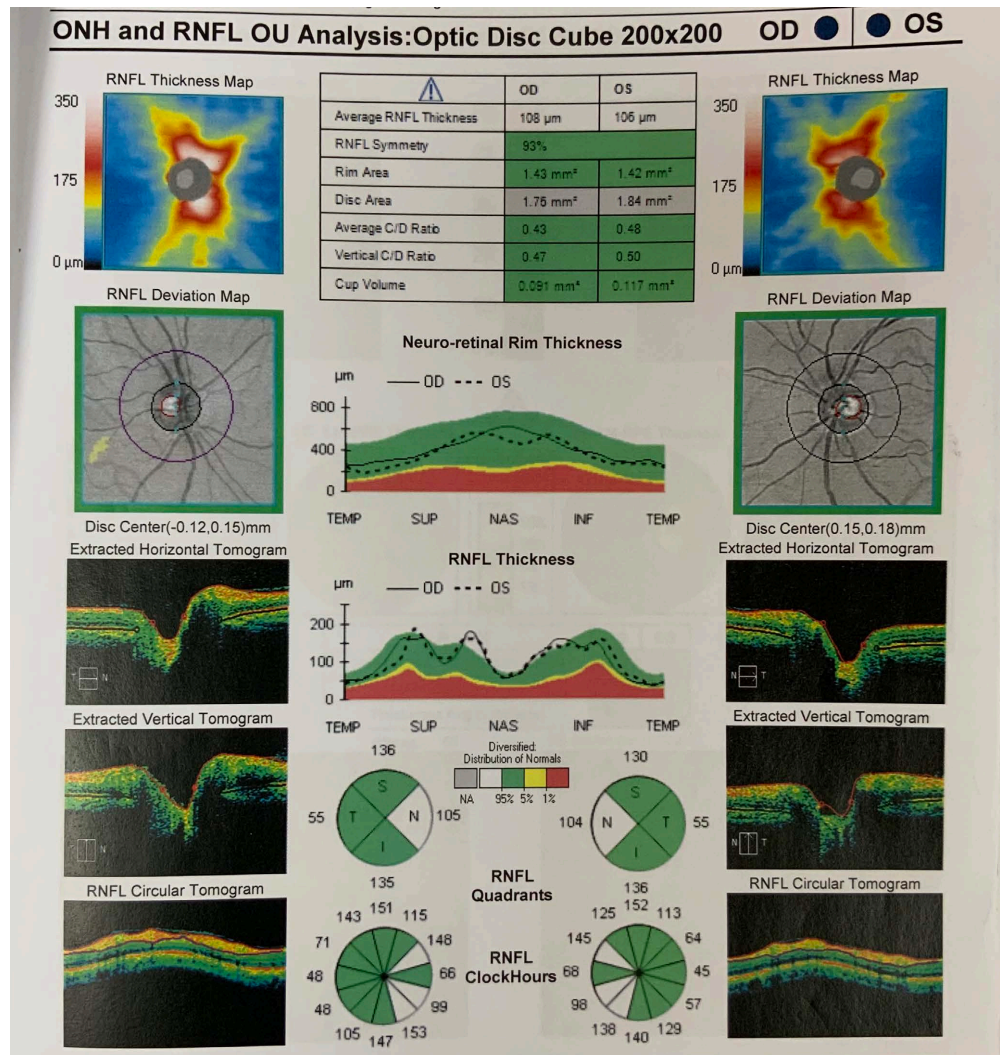 ONH and RNFL OU Analysis:Optic Disc Cube 200x200 OD OS
RNFL Thickness Map
350
175
0 µm
OD OS
Average RNFL Thickness 108 µm 106 µm
RNFL Symmetry 93%
Rim Area 1.43 mm² 1.42 mm²
Disc Area 1.75 mm² 1.84 mm²
Average C/D Ratio 0.43 0.48
Vertical C/D Ratio 0.47 0.50
Cup Volume 0.091 mm³ 0.117 mm³
RNFL Thickness Map
350
175
0 µm
RNFL Deviation Map
Disc Center(-0.12,0.15)mm
Extracted Horizontal Tomogram
T N
Extracted Vertical Tomogram
RNFL Circular Tomogram
Neuro-retinal Rim Thickness
µm OD OS
800
400
0
TEMP SUP NAS INF TEMP
RNFL Thickness
µm OD OS
200
100
0
TEMP SUP NAS INF TEMP
Diversified:
Distribution of Normals
NA 95% 5% 1%
136
S
55 T N 105
I
135
130
S
104 N T 55
I
136
RNFL
Quadrants
143 151 115
71 148
48 66
48 99
105 147 153
RNFL
ClockHours
125 152 113
145 64
68 45
98 57
138 140 129
RNFL Deviation Map
Disc Center(0.15,0.18)mm
Extracted Horizontal Tomogram
N T
Extracted Vertical Tomogram
N T
RNFL Circular Tomogram